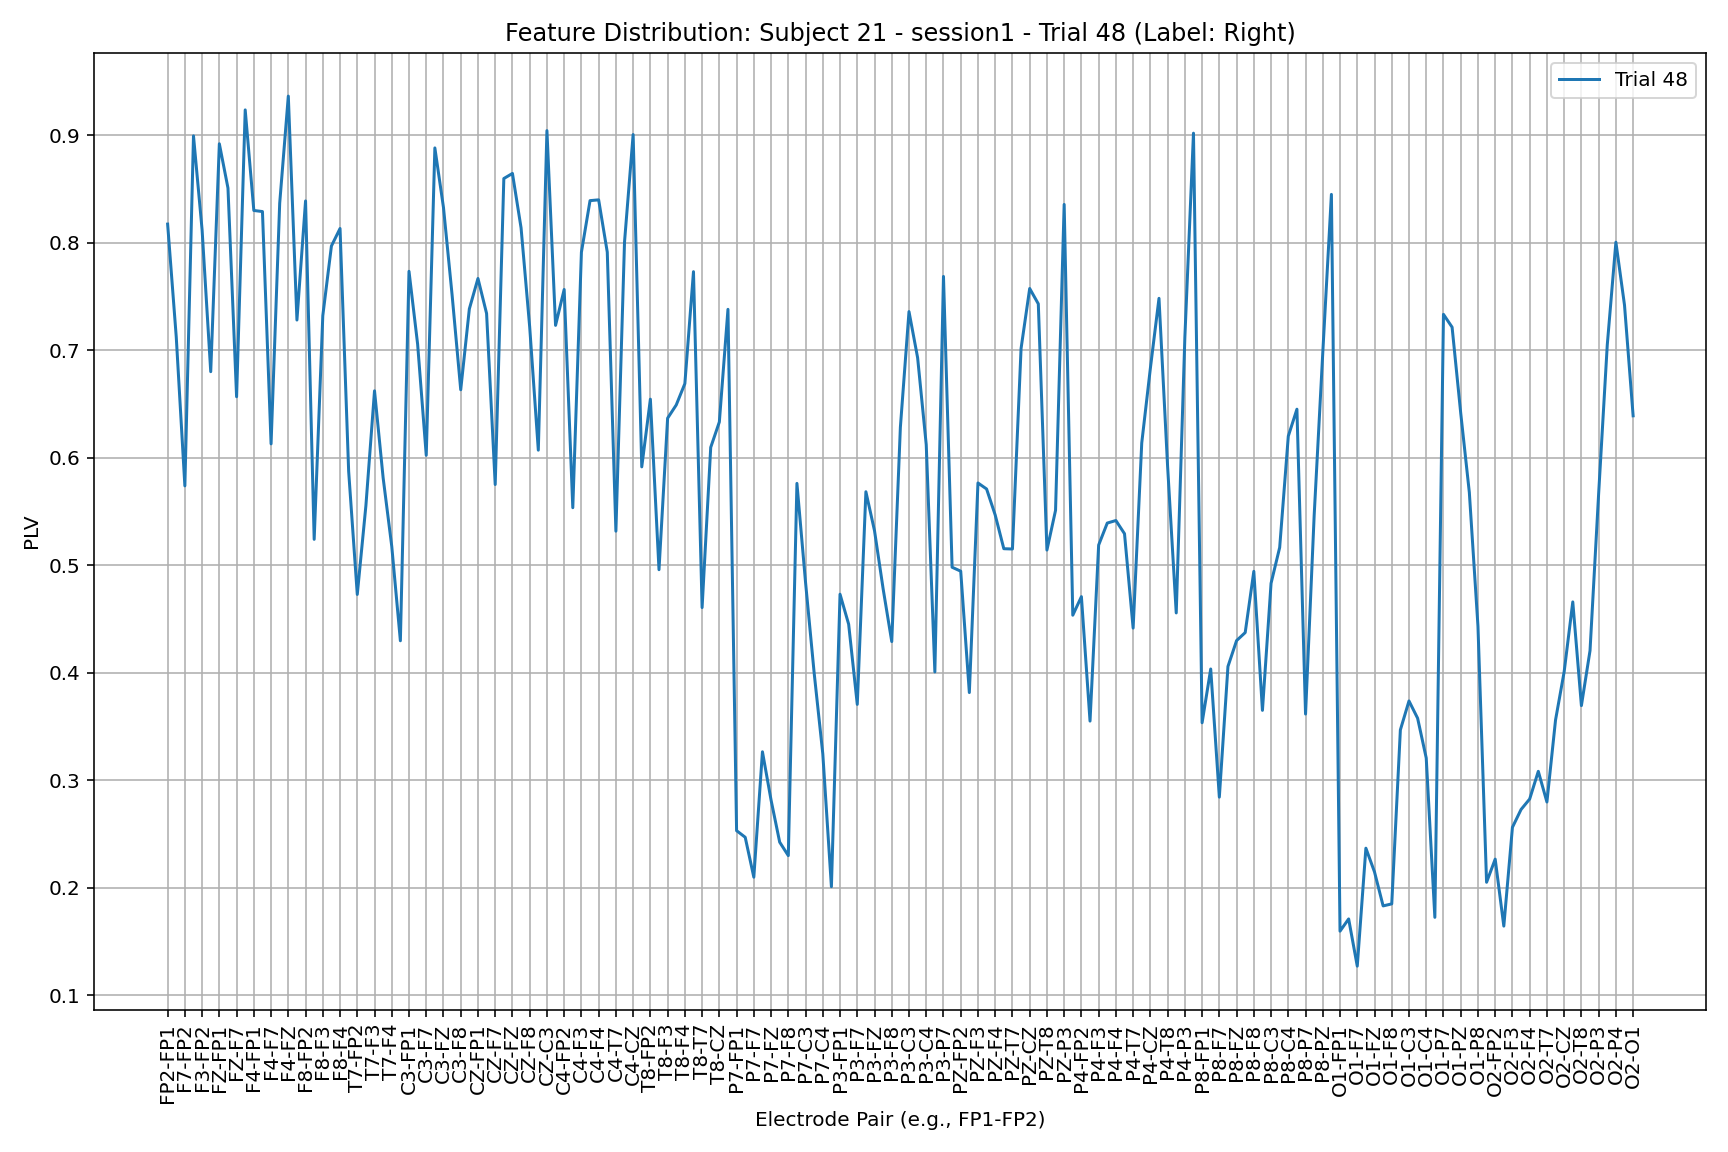 Feature Distribution: Subject 21 - session1 - Trial 48 (Label: Right)
Trial 48
PLV
0.9
0.8
0.7
0.6
0.5
0.4
0.3
0.2
0.1
FP2-FP1
F7-FP2
F3-FP2
FZ-FP1
FZ-F7
F4-FP1
F4-F7
F4-FZ
F8-FP2
F8-F3
F8-F4
T7-FP2
T7-F3
T7-F4
C3-FP1
C3-F7
C3-FZ
C3-F8
CZ-FP1
CZ-F7
CZ-FZ
CZ-F8
CZ-C3
C4-FP2
C4-F3
C4-F4
C4-T7
C4-CZ
T8-FP2
T8-F3
T8-F4
T8-T7
T8-CZ
P7-FP1
P7-F7
P7-FZ
P7-F8
P7-C3
P7-C4
P3-FP1
P3-F7
P3-FZ
P3-F8
P3-C3
P3-C4
P3-P7
PZ-FP2
PZ-F3
PZ-F4
PZ-T7
PZ-CZ
PZ-T8
PZ-P3
P4-FP2
P4-F3
P4-F4
P4-T7
P4-CZ
P4-T8
P4-P3
P8-FP1
P8-F7
P8-FZ
P8-F8
P8-C3
P8-C4
P8-P7
P8-PZ
O1-FP1
O1-F7
O1-FZ
O1-F8
O1-C3
O1-C4
O1-P7
O1-PZ
O1-P8
O2-FP2
O2-F3
O2-F4
O2-T7
O2-CZ
O2-T8
O2-P3
O2-P4
O2-O1
Electrode Pair (e.g., FP1-FP2)